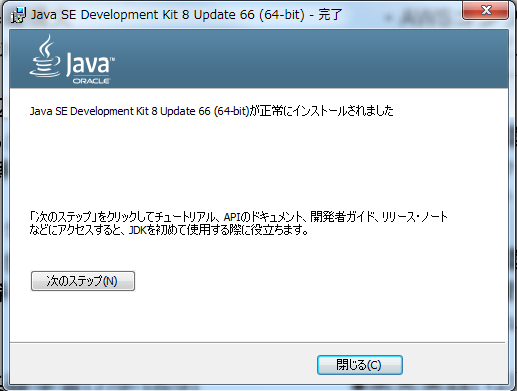 Java SE Development Kit 8 Update 66 (64-bit) - 完了
Java™
ORACLE
Java SE Development Kit 8 Update 66 (64-bit)が正常にインストールされました
「次のステップ」をクリックしてチュートリアル、APIのドキュメント、開発者ガイド、リリース・ノート
などにアクセスすると、JDKを初めて使用する際に役立ちます。
次のステップ(N)
閉じる(C)